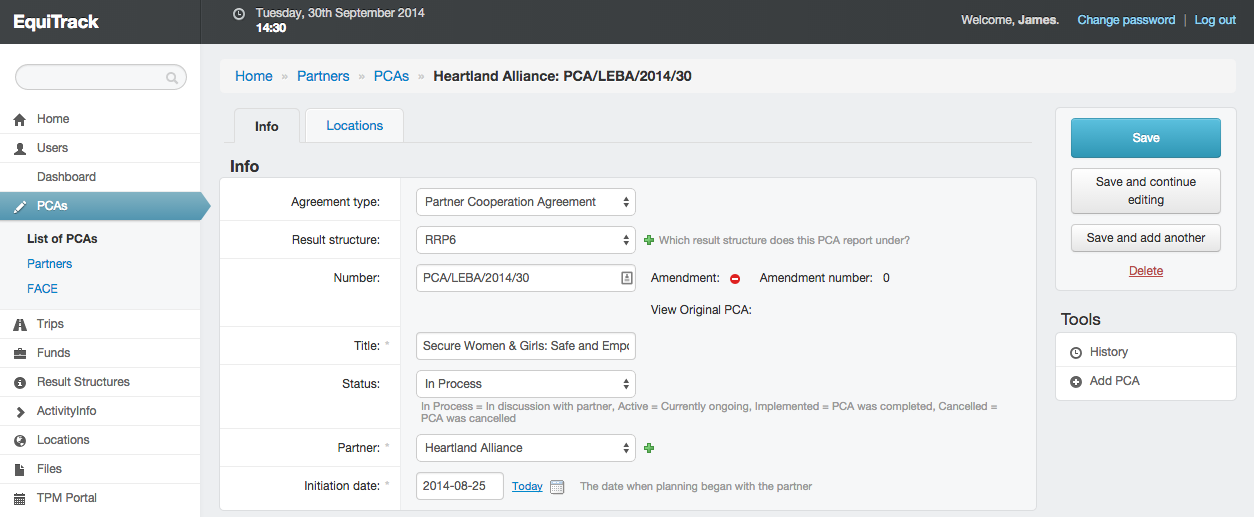 EquiTrack
Tuesday, 30th September 2014
14:30
Welcome, James. Change password | Log out
Home
Users
Dashboard
PCAs
List of PCAs
Partners
FACE
Trips
Funds
Result Structures
ActivityInfo
Locations
Files
TPM Portal
Home » Partners » PCAs » Heartland Alliance: PCA/LEBA/2014/30
Info Locations
Info
Agreement type: Partner Cooperation Agreement
Result structure: RRP6 Which result structure does this PCA report under?
Number: PCA/LEBA/2014/30 Amendment: Amendment number: 0
View Original PCA:
Title: * Secure Women & Girls: Safe and Empo
Status: In Process
In Process = In discussion with partner, Active = Currently ongoing, Implemented = PCA was completed, Cancelled =
PCA was cancelled
Partner: * Heartland Alliance
Initiation date: * 2014-08-25 Today The date when planning began with the partner
Save
Save and continue
editing
Save and add another
Delete
Tools
History
Add PCA